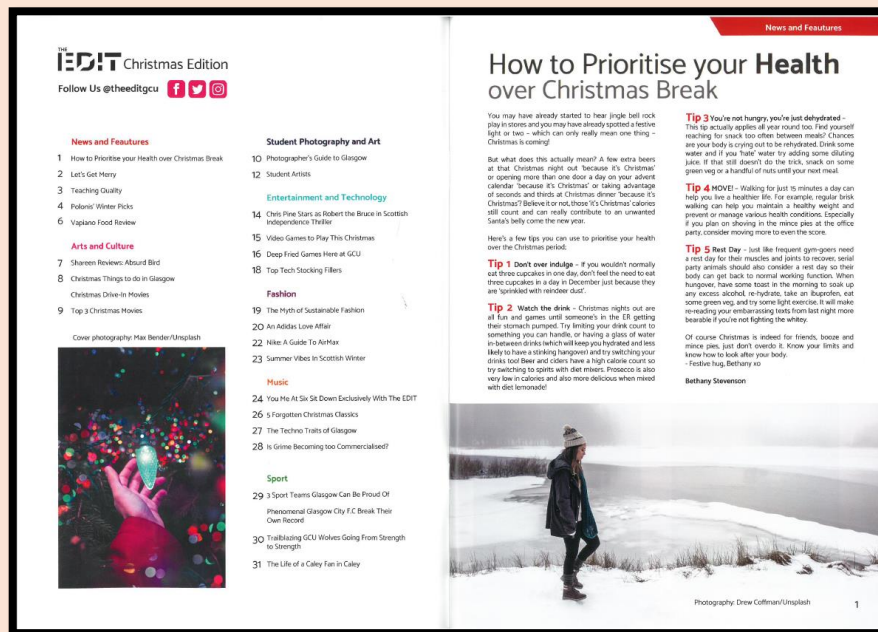 THE
EDIT Christmas Edition
Follow Us @theeditgcu
News and Feautures
1 How to Prioritise your Health over Christmas Break
2 Let's Get Merry
3 Teaching Quality
4 Polonis' Winter Picks
6 Vapiano Food Review
Arts and Culture
7 Shareen Reviews: Absurd Bird
8 Christmas Things to do in Glasgow
Christmas Drive-In Movies
9 Top 3 Christmas Movies
Cover photography: Max Bender/Unsplash
Student Photography and Art
10 Photographer's Guide to Glasgow
12 Student Artists
Entertainment and Technology
14 Chris Pine Stars as Robert the Bruce in Scottish
Independence Thriller
15 Video Games to Play This Christmas
16 Deep Fried Games Here at GCU
18 Top Tech Stocking Fillers
Fashion
19 The Myth of Sustainable Fashion
20 An Adidas Love Affair
22 Nike: A Guide To AirMax
23 Summer Vibes In Scottish Winter
Music
24 You Me At Six Sit Down Exclusively With The EDIT
26 5 Forgotten Christmas Classics
27 The Techno Traits of Glasgow
28 Is Grime Becoming too Commercialised?
Sport
29 3 Sport Teams Glasgow Can Be Proud Of
Phenomenal Glasgow City F.C Break Their
Own Record
30 Trailblazing GCU Wolves Going From Strength
to Strength
31 The Life of a Caley Fan in Caley
News and Feautures
How to Prioritise your Health
over Christmas Break
You may have already started to hear jingle bell rock
play in stores and you may have already spotted a festive
light or two – which can only really mean one thing –
Christmas is coming!
But what does this actually mean? A few extra beers
at that Christmas night out 'because it's Christmas'
or opening more than one door a day on your advent
calendar 'because it's Christmas' or taking advantage
of seconds and thirds at Christmas dinner 'because it's
Christmas'? Believe it or not, those 'it's Christmas' calories
still count and can really contribute to an unwanted
Santa's belly come the new year.
Here's a few tips you can use to prioritise your health
over the Christmas period;
Tip 1 Don't over indulge – If you wouldn't normally
eat three cupcakes in one day, don't feel the need to eat
three cupcakes in a day in December just because they
are 'sprinkled with reindeer dust'.
Tip 2 Watch the drink – Christmas nights out are
all fun and games until someone's in the ER getting
their stomach pumped. Try limiting your drink count to
something you can handle, or having a glass of water
in-between drinks (which will keep you hydrated and less
likely to have a stinking hangover) and try switching your
drinks too! Beer and ciders have a high calorie count so
try switching to spirits with diet mixers. Prosecco is also
very low in calories and also more delicious when mixed
with diet lemonade!
Tip 3 You're not hungry, you're just dehydrated –
This tip actually applies all year round too. Find yourself
reaching for snack too often between meals? Chances
are your body is crying out to be rehydrated. Drink some
water and if you 'hate' water try adding some diluting
juice. If that still doesn't do the trick, snack on some
green veg or a handful of nuts until your next meal.
Tip 4 MOVE! – Walking for just 15 minutes a day can
help you live a healthier life. For example, regular brisk
walking can help you maintain a healthy weight and
prevent or manage various health conditions. Especially
if you plan on shoving in the mince pies at the office
party, consider moving more to even the score.
Tip 5 Rest Day – Just like frequent gym-goers need
a rest day for their muscles and joints to recover, serial
party animals should also consider a rest day so their
body can get back to normal working function. When
hungover, have some toast in the morning to soak up
any excess alcohol, re-hydrate, take an ibuprofen, eat
some green veg, and try some light exercise. It will make
re-reading your embarrassing texts from last night more
bearable if you're not fighting the whitey.
Of course Christmas is indeed for friends, booze and
mince pies, just don't overdo it. Know your limits and
know how to look after your body.
- Festive hug, Bethany xo
Bethany Stevenson
Photography: Drew Coffman/Unsplash
1